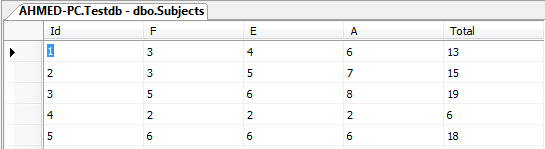 AHMED-PC.Testdb - dbo.Subjects
Id F E A Total
1 3 4 6 13
2 3 5 7 15
3 5 6 8 19
4 2 2 2 6
5 6 6 6 18